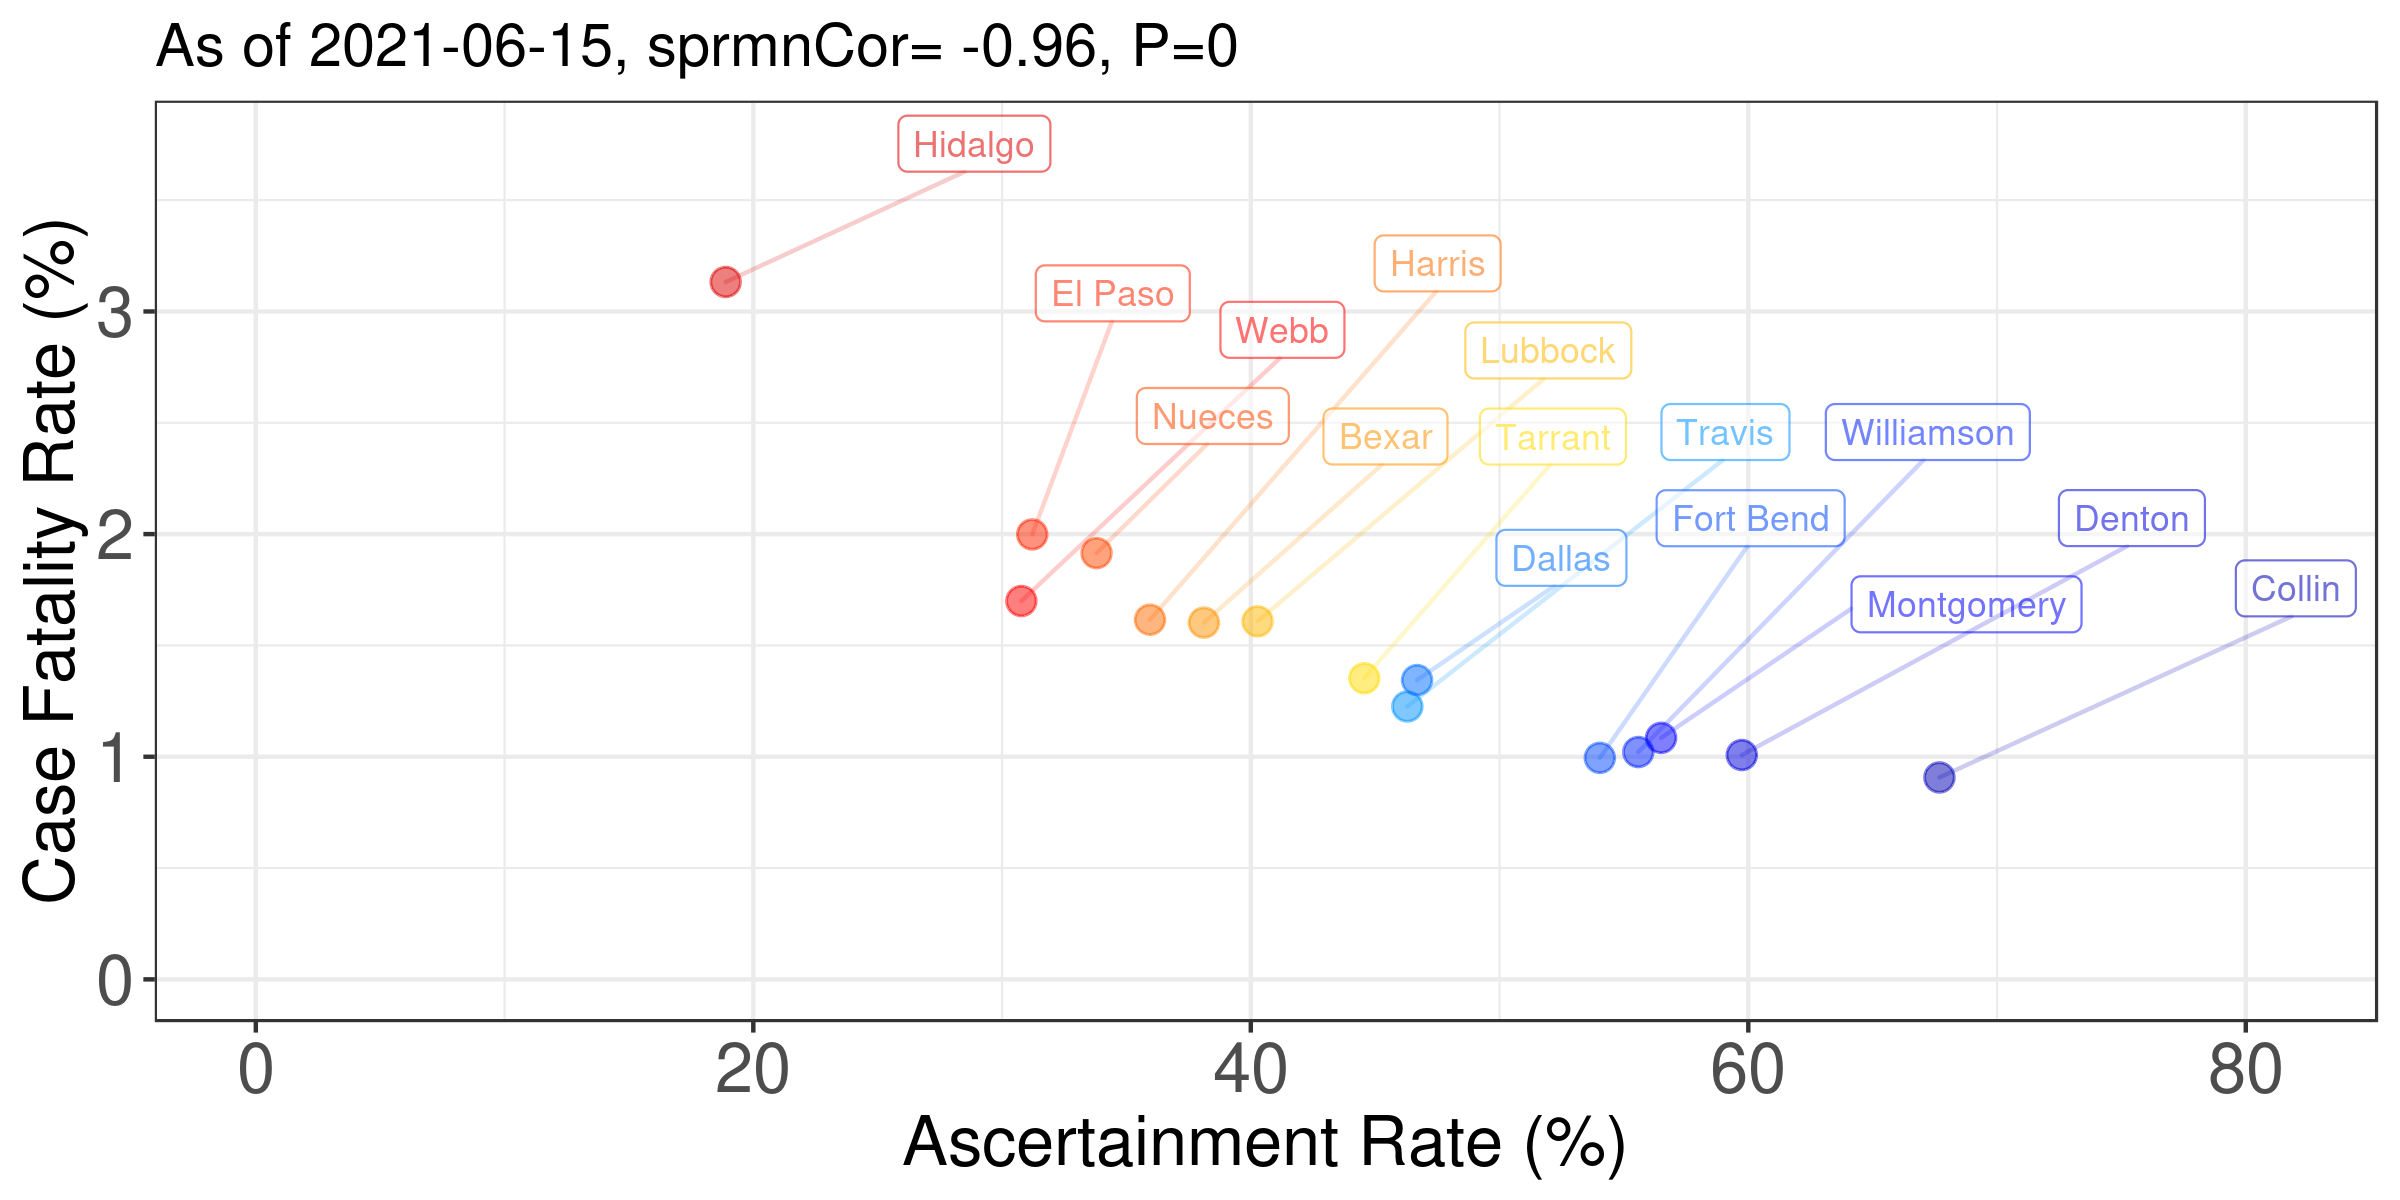 As of 2021-06-15, sprmnCor= -0.96, P=0
Hidalgo
El Paso
Harris
Webb
Lubbock
Nueces
Bexar
Tarrant
Travis
Williamson
Fort Bend
Denton
Dallas
Montgomery
Collin
Case Fatality Rate (%)
3
2
1
0
0 20 40 60 80
Ascertainment Rate (%)